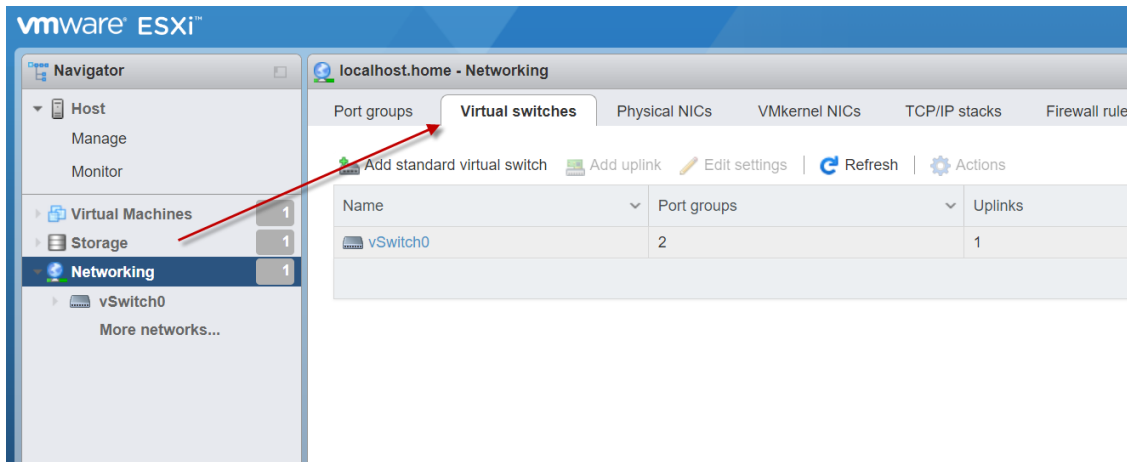 vmware® ESXi™
Navigator
Host
Manage
Monitor
Virtual Machines 1
Storage 1
Networking 1
vSwitch0
More networks...
localhost.home - Networking
Port groups Virtual switches Physical NICs VMkernel NICs TCP/IP stacks Firewall rule
Add standard virtual switch Add uplink Edit settings Refresh Actions
Name Port groups Uplinks
vSwitch0 2 1